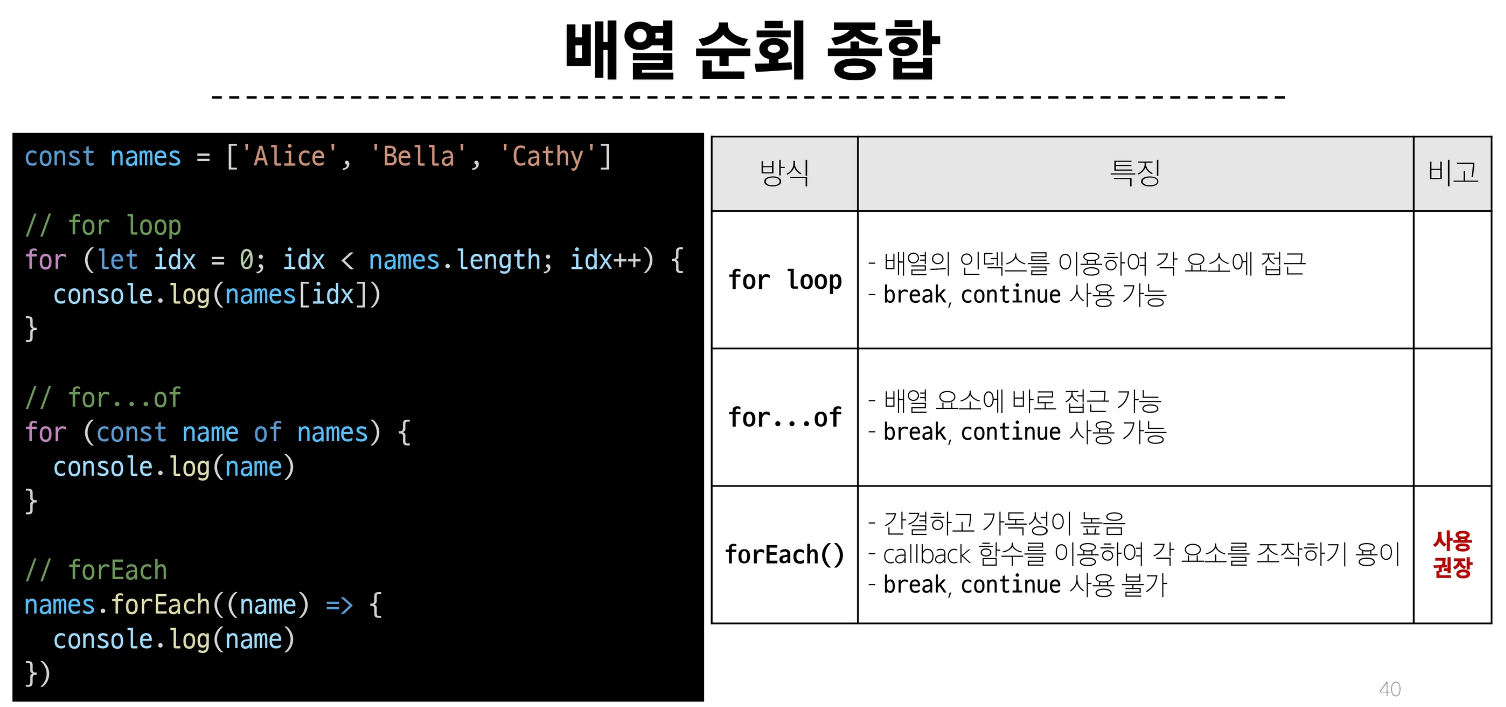 배열 순회 종합
const names = ['Alice', 'Bella', 'Cathy']
// for loop
for (let idx = 0; idx < names.length; idx++) {
  console.log(names[idx])
}
// for...of
for (const name of names) {
  console.log(name)
}
// forEach
names.forEach((name) => {
  console.log(name)
})
방식 특징 비고
for loop
- 배열의 인덱스를 이용하여 각 요소에 접근
- break, continue 사용 가능
for...of
- 배열 요소에 바로 접근 가능
- break, continue 사용 가능
forEach()
- 간결하고 가독성이 높음
- callback 함수를 이용하여 각 요소를 조작하기 용이
- break, continue 사용 불가
사용
권장
40